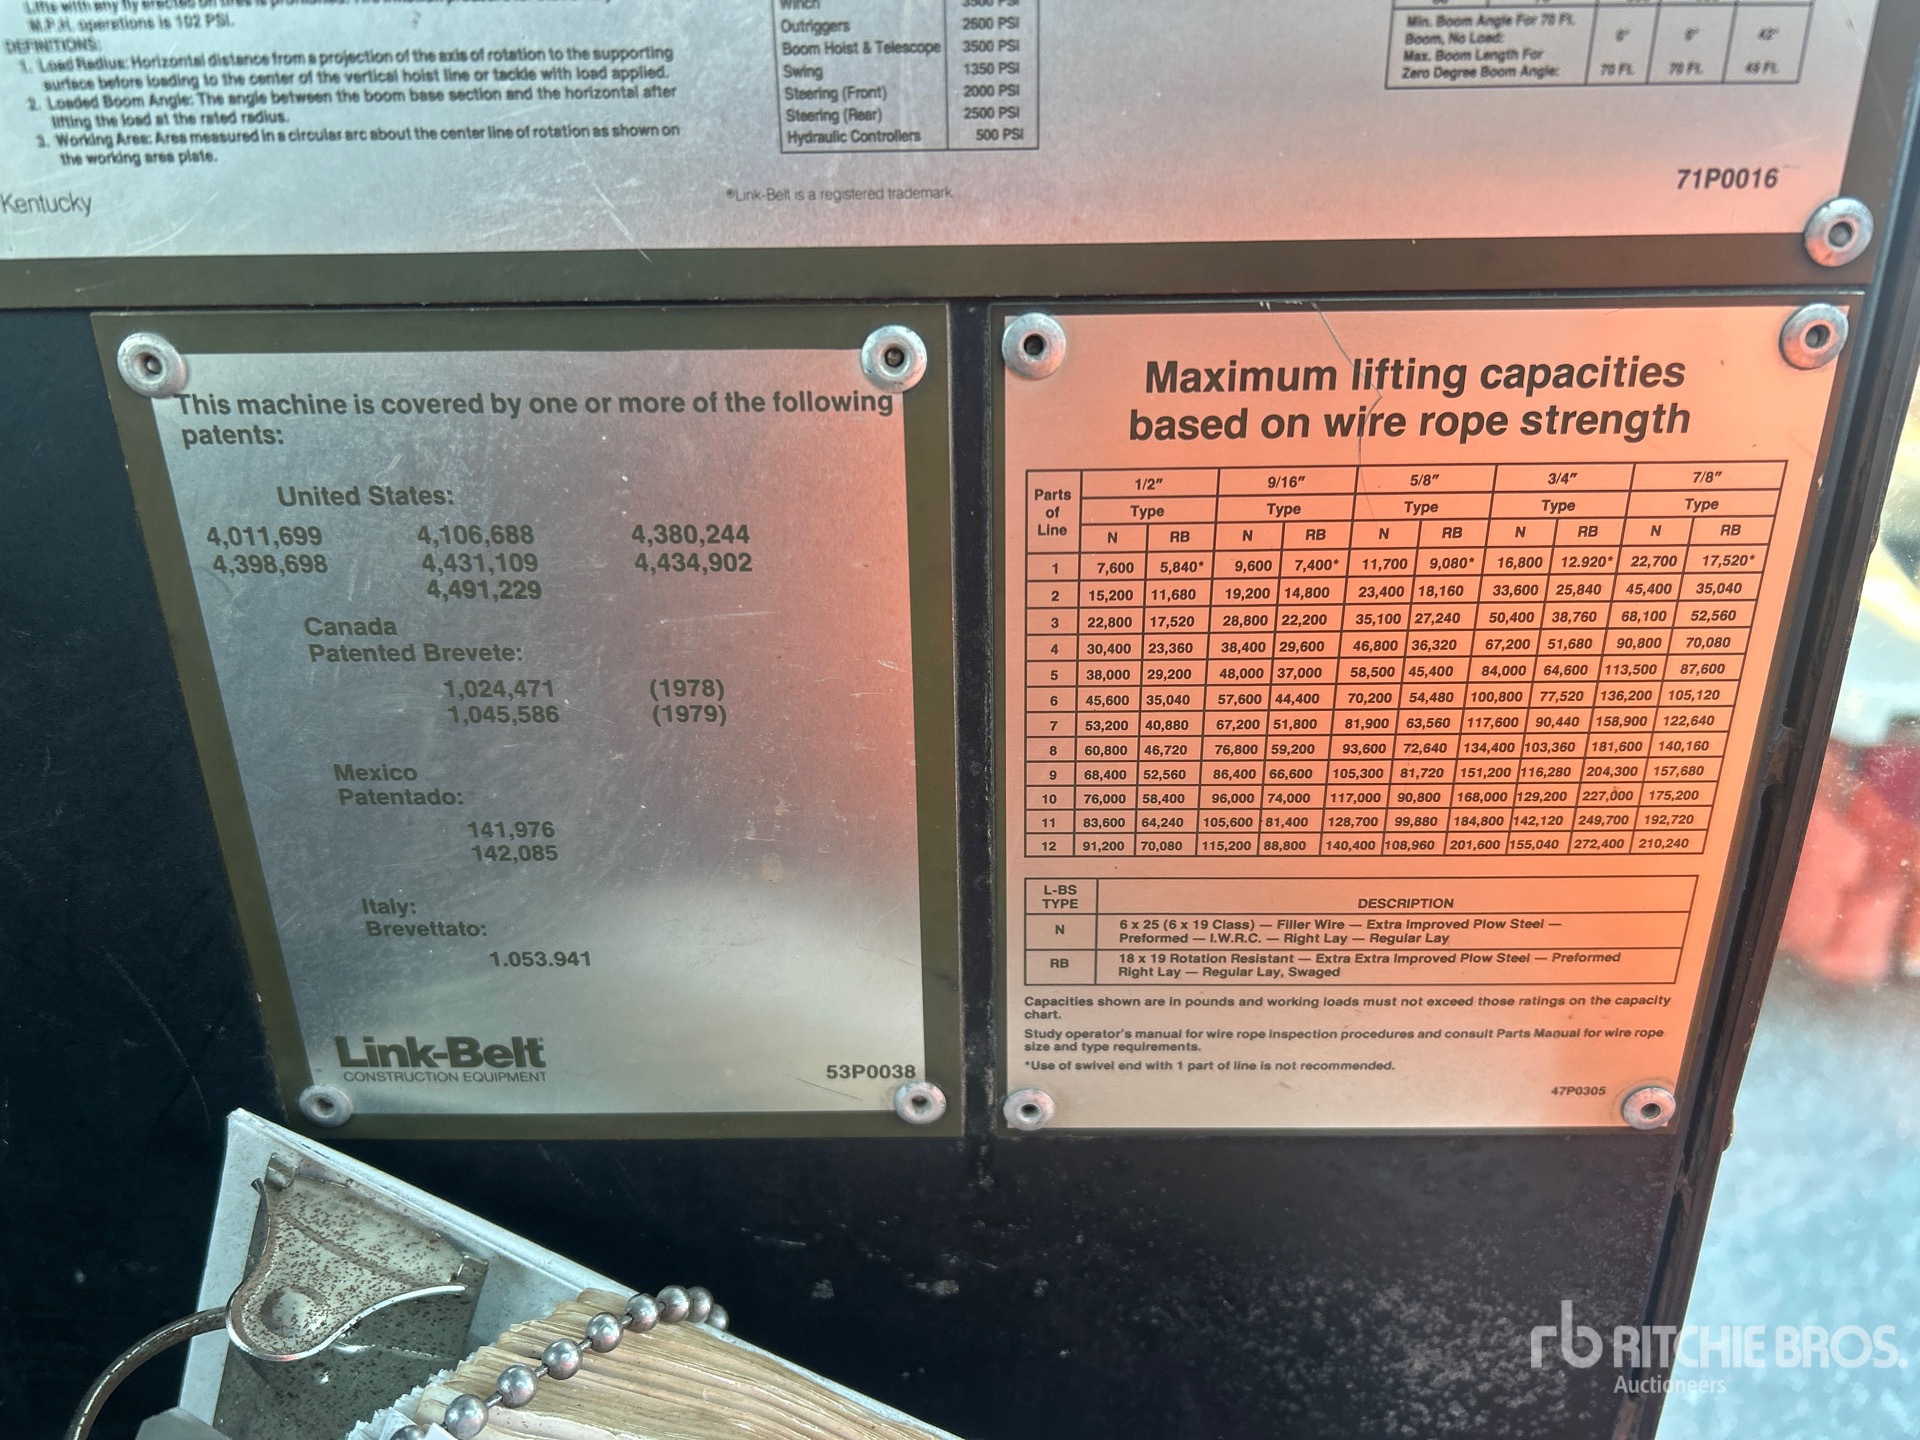 M.P.H. operations is 102 PSI.
DEFINITIONS:
1. Load Radius: Horizontal distance from a projection of the axis of rotation to the supporting
surface before loading to the center of the vertical hoist line or tackle with load applied.
2. Loaded Boom Angle: The angle between the boom base section and the horizontal after
lifting the load at the rated radius.
3. Working Area: Area measured in a circular arc about the center line of rotation as shown on
the working area plate.
Kentucky
Winch 3500 PSI
Outriggers 2600 PSI
Boom Hoist & Telescope 3500 PSI
Swing 1350 PSI
Steering (Front) 2000 PSI
Steering (Rear) 2500 PSI
Hydraulic Controllers 500 PSI
®Link-Belt is a registered trademark.
Min. Boom Angle For 70 Ft.
Boom, No Load:
Max. Boom Length For
Zero Degree Boom Angle: 70 Ft. 70 Ft. 48 Ft.
71P0016
This machine is covered by one or more of the following
patents:
United States:
4,011,699 4,106,688 4,380,244
4,398,698 4,431,109 4,434,902
4,491,229
Canada
Patented Brevete:
1,024,471 (1978)
1,045,586 (1979)
Mexico
Patentado:
141,976
142,085
Italy:
Brevettato:
1.053.941
Link-Belt
CONSTRUCTION EQUIPMENT
53P0038
Maximum lifting capacities
based on wire rope strength
Parts of Line 1/2" 9/16" 5/8" 3/4" 7/8"
Type Type Type Type Type
N RB N RB N RB N RB N RB
1 7,600 5,840* 9,600 7,400* 11,700 9,080* 16,800 12.920* 22,700 17,520*
2 15,200 11,680 19,200 14,800 23,400 18,160 33,600 25,840 45,400 35,040
3 22,800 17,520 28,800 22,200 35,100 27,240 50,400 38,760 68,100 52,560
4 30,400 23,360 38,400 29,600 46,800 36,320 67,200 51,680 90,800 70,080
5 38,000 29,200 48,000 37,000 58,500 45,400 84,000 64,600 113,500 87,600
6 45,600 35,040 57,600 44,400 70,200 54,480 100,800 77,520 136,200 105,120
7 53,200 40,880 67,200 51,800 81,900 63,560 117,600 90,440 158,900 122,640
8 60,800 46,720 76,800 59,200 93,600 72,640 134,400 103,360 181,600 140,160
9 68,400 52,560 86,400 66,600 105,300 81,720 151,200 116,280 204,300 157,680
10 76,000 58,400 96,000 74,000 117,000 90,800 168,000 129,200 227,000 175,200
11 83,600 64,240 105,600 81,400 128,700 99,880 184,800 142,120 249,700 192,720
12 91,200 70,080 115,200 88,800 140,400 108,960 201,600 155,040 272,400 210,240
L-BS TYPE DESCRIPTION
N 6 x 25 (6 x 19 Class) — Filler Wire — Extra Improved Plow Steel —
Preformed — I.W.R.C. — Right Lay — Regular Lay
RB 18 x 19 Rotation Resistant — Extra Extra Improved Plow Steel — Preformed
Right Lay — Regular Lay, Swaged
Capacities shown are in pounds and working loads must not exceed those ratings on the capacity
chart.
Study operator's manual for wire rope inspection procedures and consult Parts Manual for wire rope
size and type requirements.
*Use of swivel end with 1 part of line is not recommended.
47P0305
rb RITCHIE BROS.
Auctioneers